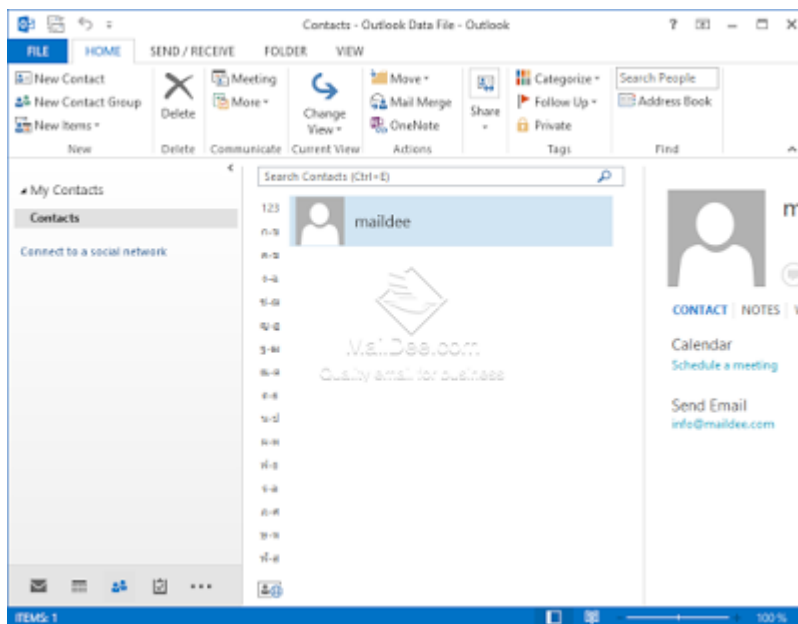 Contacts - Outlook Data File - Outlook
FILE HOME SEND / RECEIVE FOLDER VIEW
New Contact
New Contact Group
New Items
New
Delete
Delete
Meeting
More
Communicate
Change
View
Current View
Move
Mail Merge
OneNote
Actions
Share
Categorize
Follow Up
Private
Tags
Search People
Address Book
Find
My Contacts
Contacts
Connect to a social network
Search Contacts (Ctrl+E)
123
maildee
MailDee.com
Quality email for business
CONTACT NOTES
Calendar
Schedule a meeting
Send Email
info@maildee.com
ITEMS: 1
100 %